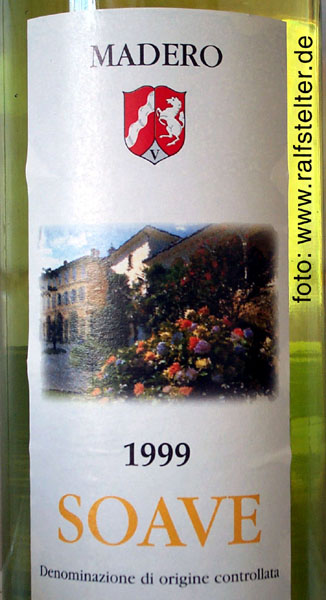 MADERO
V
1999
SOAVE
Denominazione di origine controllata
foto: www.ralfstelter.de